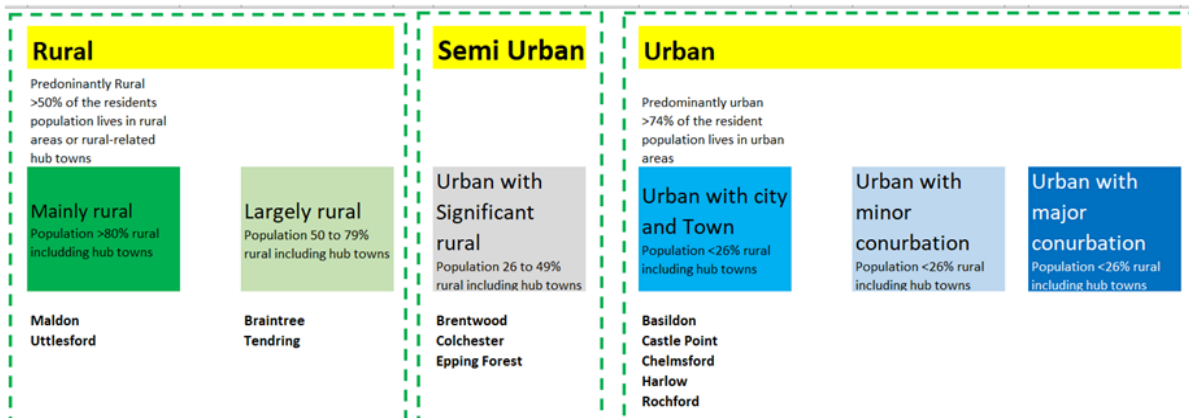 Rural
Predoninantly Rural
>50% of the residents
population lives in rural
areas or rural-related
hub towns
Mainly rural
Population >80% rural
includding hub towns
Maldon
Uttlesford
Largely rural
Population 50 to 79%
rural including hub towns
Braintree
Tendring
Semi Urban
Urban with
Significant
rural
Population 26 to 49%
rural including hub towns
Brentwood
Colchester
Epping Forest
Urban
Predominantly urban
>74% of the resident
population lives in urban
areas
Urban with city
and Town
Population <26% rural
including hub towns
Basildon
Castle Point
Chelmsford
Harlow
Rochford
Urban with
minor
conurbation
Population <26% rural
including hub towns
Urban with
major
conurbation
Population <26% rural
including hub towns